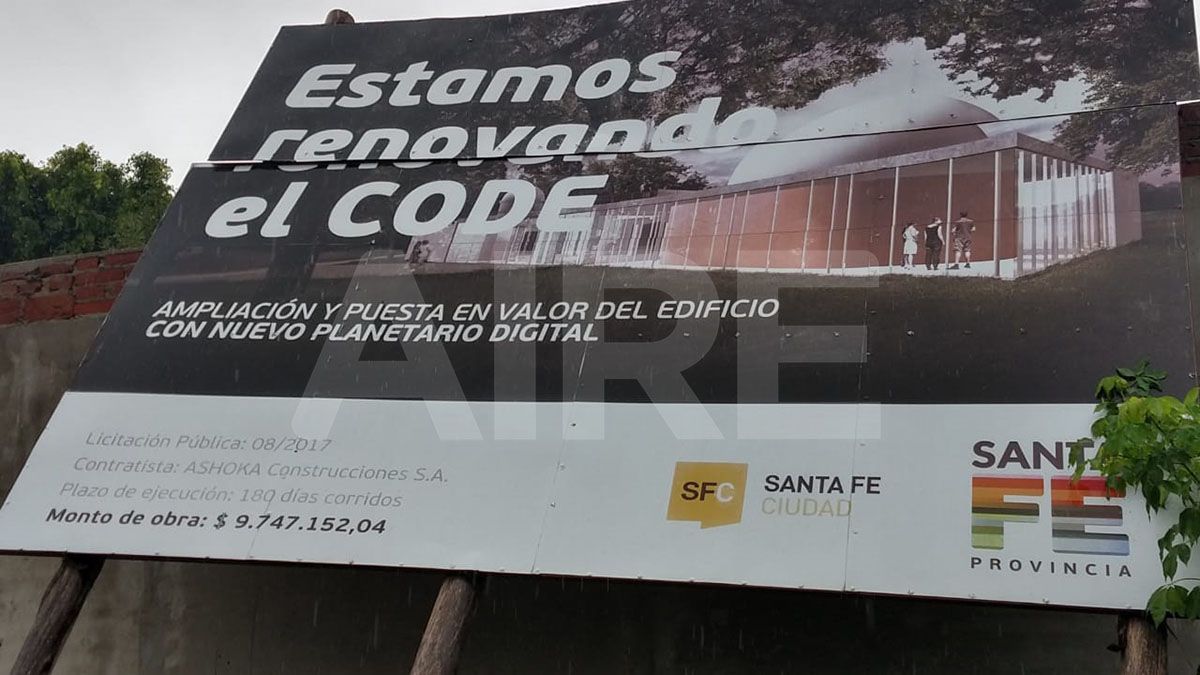 Estamos
renovando
el CODE
AMPLIACIÓN Y PUESTA EN VALOR DEL EDIFICIO
CON NUEVO PLANETARIO DIGITAL
AIRE
Licitación Pública: 08/2017
Contratista: ASHOKA Construcciones S.A.
Plazo de ejecución: 180 días corridos
Monto de obra: $ 9.747.152,04
SFC
SANTA FE
CIUDAD
SANTA
FE
PROVINCIA